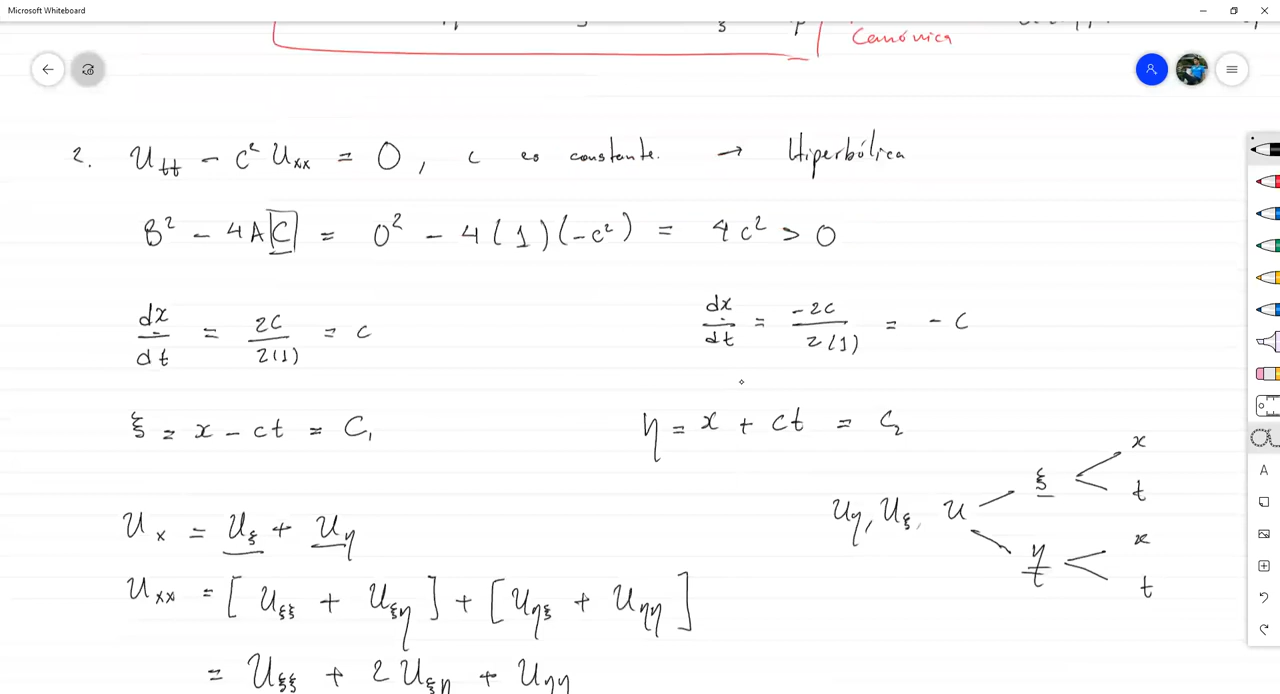 Microsoft Whiteboard
Canónica
2. U_tt - c² U_xx = 0, c es constante. → Hiperbólica
B² - 4AC = 0² - 4(1)(-c²) = 4c² > 0
dx/dt = 2c/2(1) = c
dx/dt = -2c/2(1) = -c
ξ = x - ct = C₁
η = x + ct = C₂
U_x = U_ξ + U_η
U_η, U_ξ, U
ξ
x
t
η
x
t
U_xx = [U_ξξ + U_ξη] + [U_ηξ + U_ηη]
= U_ξξ + 2U_ξη + U_ηη
A